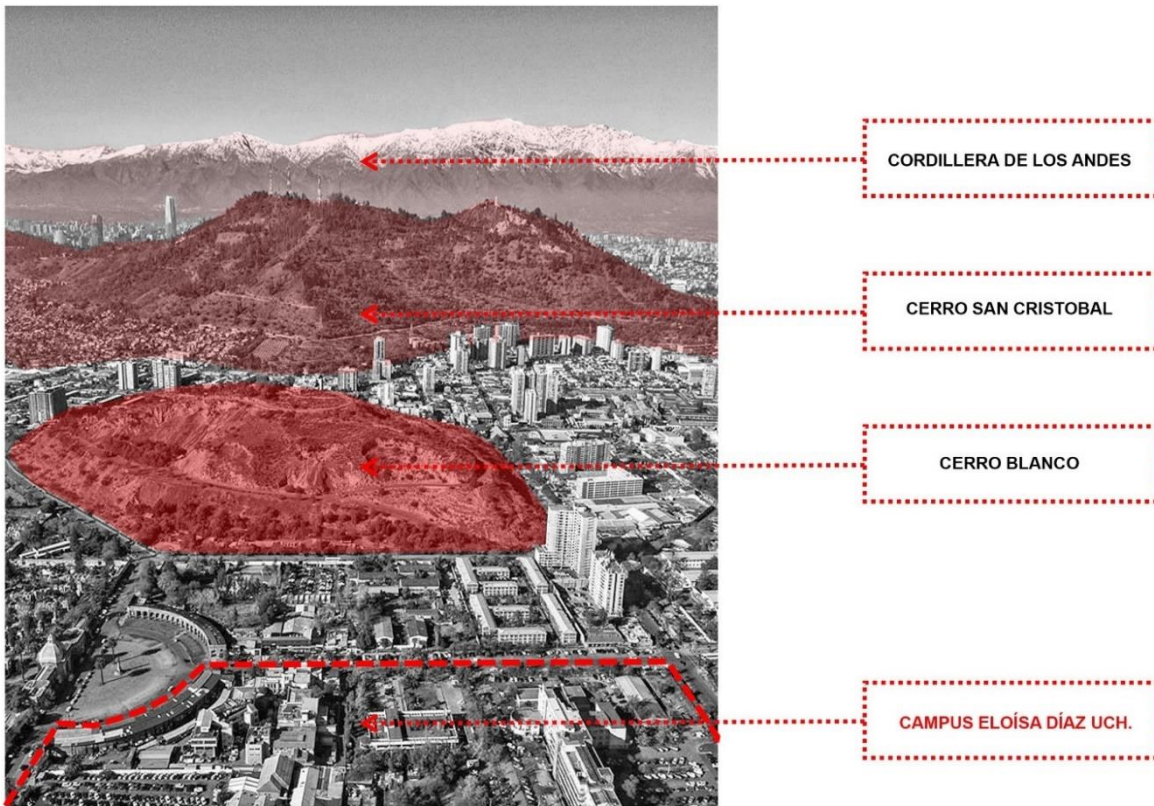 CORDILLERA DE LOS ANDES
CERRO SAN CRISTOBAL
CERRO BLANCO
CAMPUS ELOÍSA DÍAZ UCH.